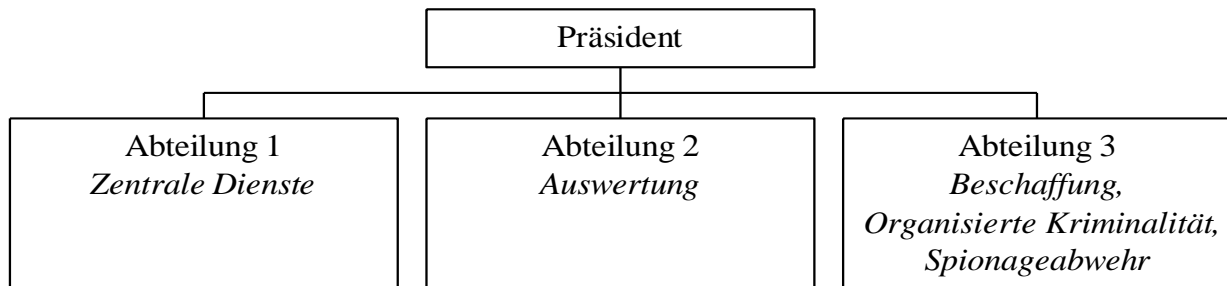 Präsident
Abteilung 1
Zentrale Dienste
Abteilung 2
Auswertung
Abteilung 3
Beschaffung,
Organisierte Kriminalität,
Spionageabwehr